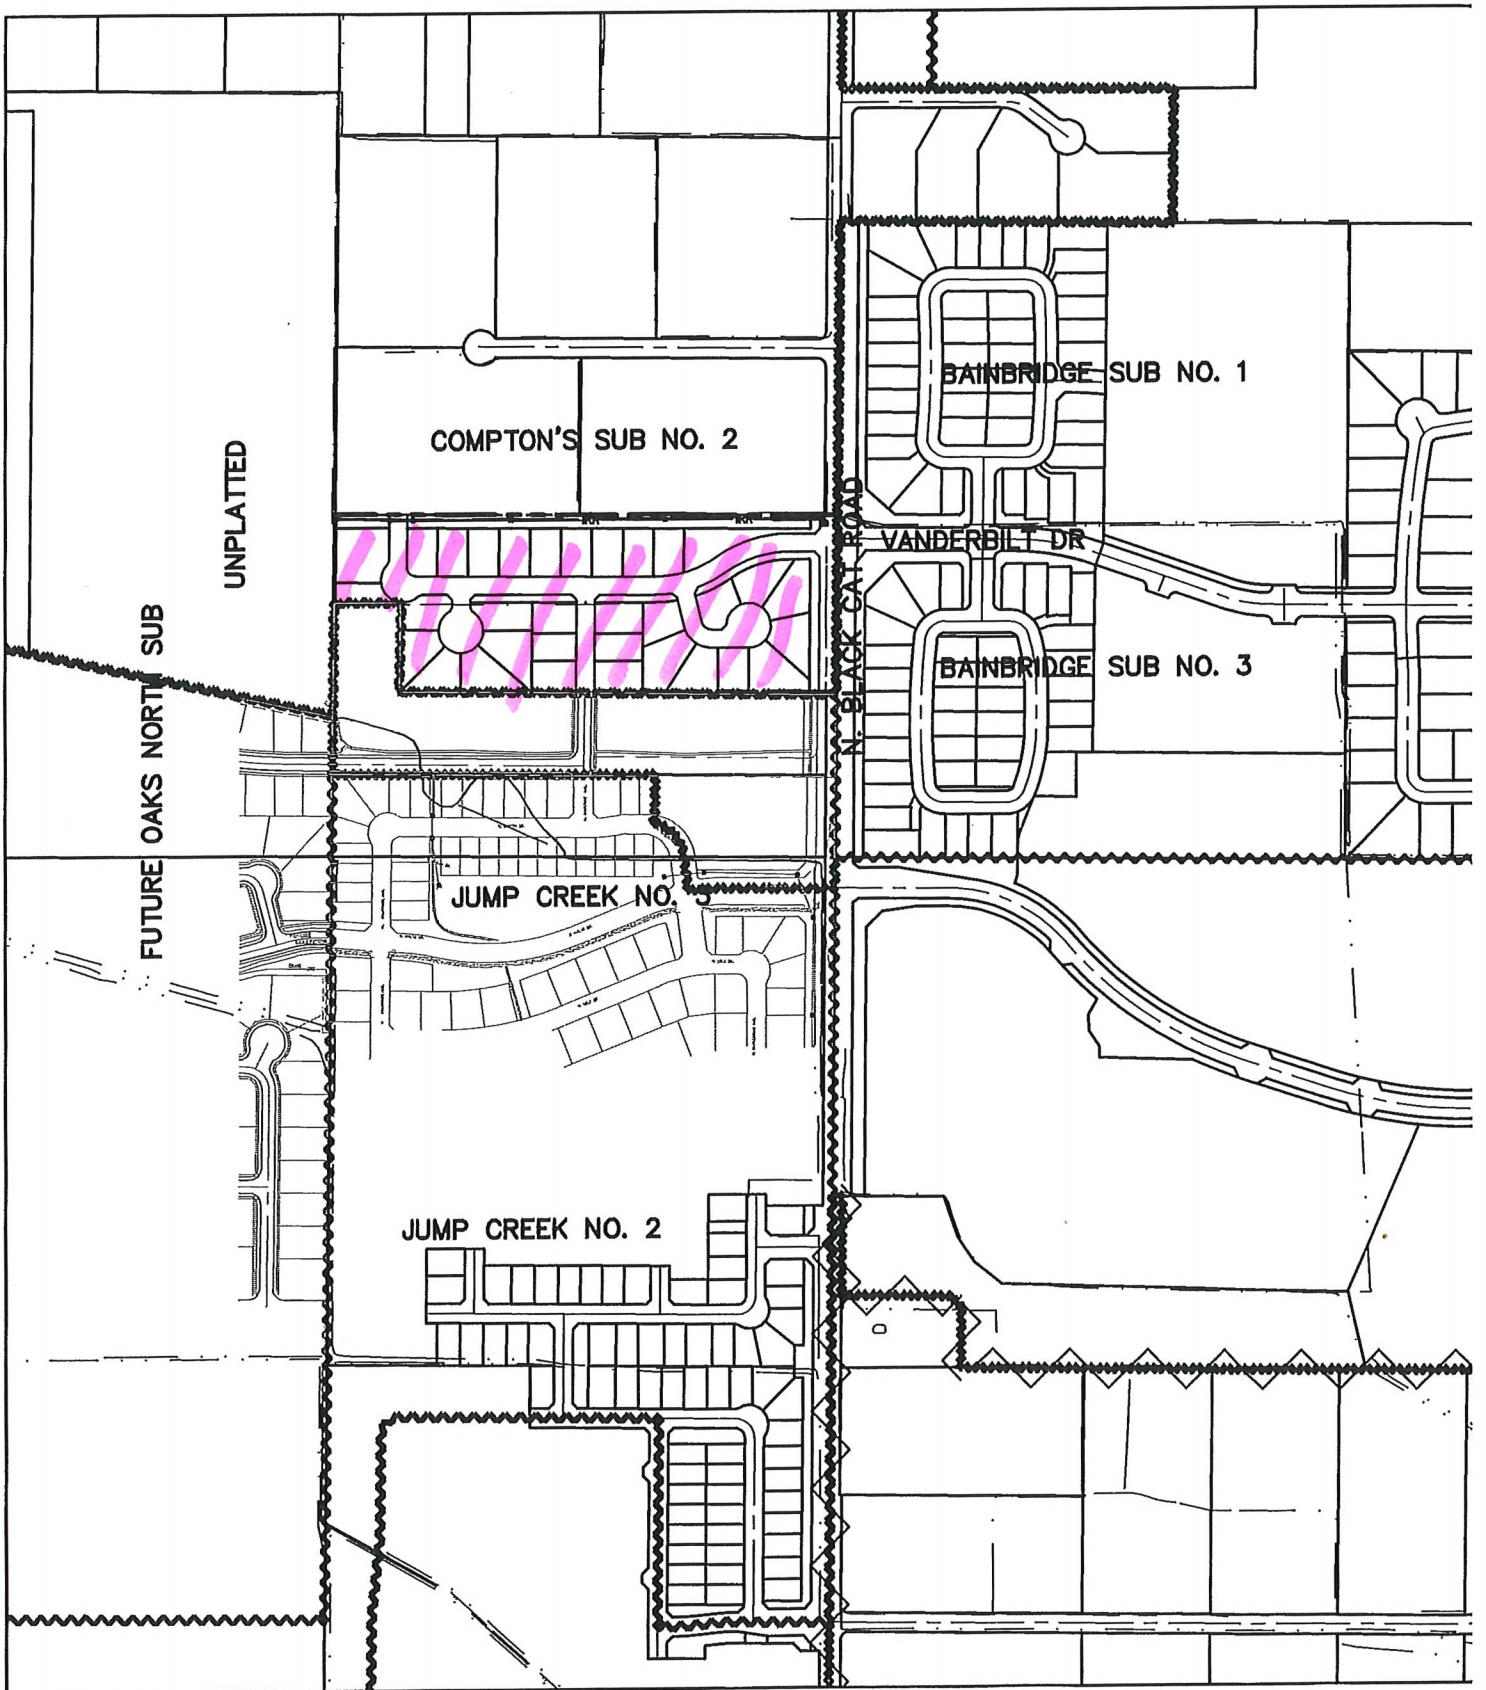 BAINBRIDGE SUB NO. 1
COMPTON'S SUB NO. 2
UNPLATTED
N. BLACK CAT ROAD
VANDERBILT DR
FUTURE OAKS NORTH SUB
BAINBRIDGE SUB NO. 3
JUMP CREEK NO. 3
JUMP CREEK NO. 2